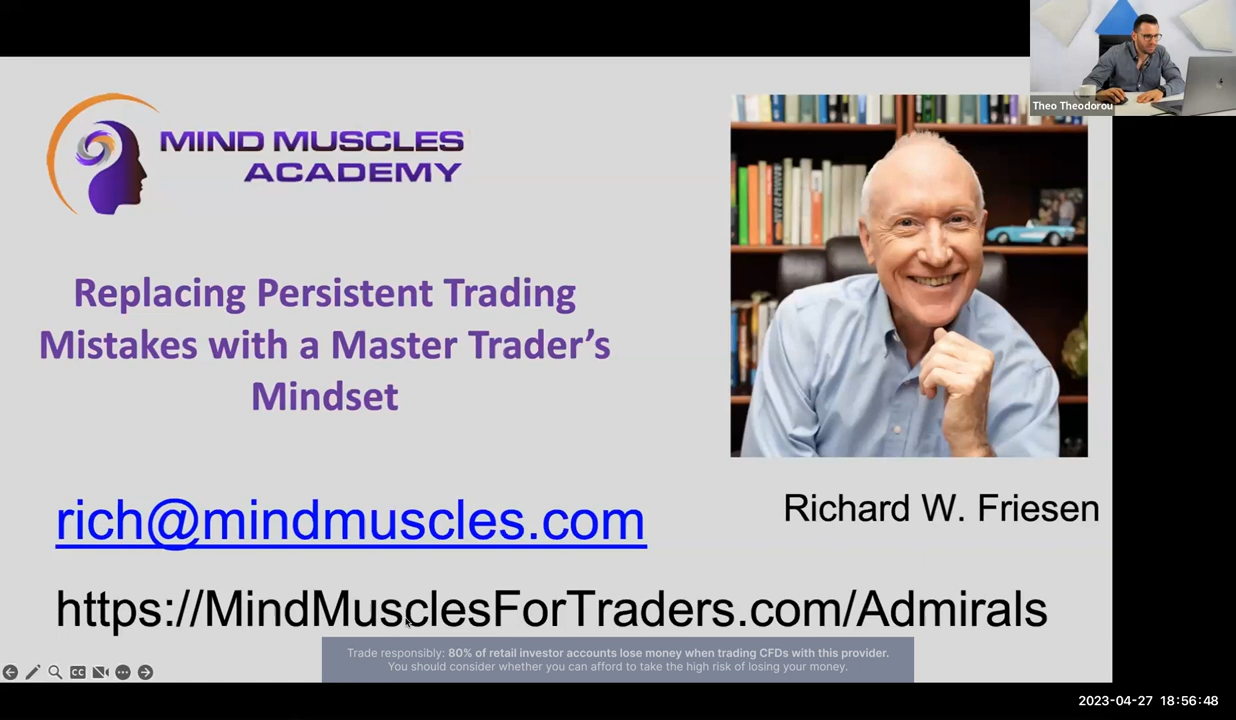 Theo Theodorou
MIND MUSCLES
ACADEMY
Replacing Persistent Trading
Mistakes with a Master Trader’s
Mindset
rich@mindmuscles.com
Richard W. Friesen
https://MindMusclesForTraders.com/Admirals
Trade responsibly: 80% of retail investor accounts lose money when trading CFDs with this provider.
You should consider whether you can afford to take the high risk of losing your money.
CC
2023-04-27 18:56:48